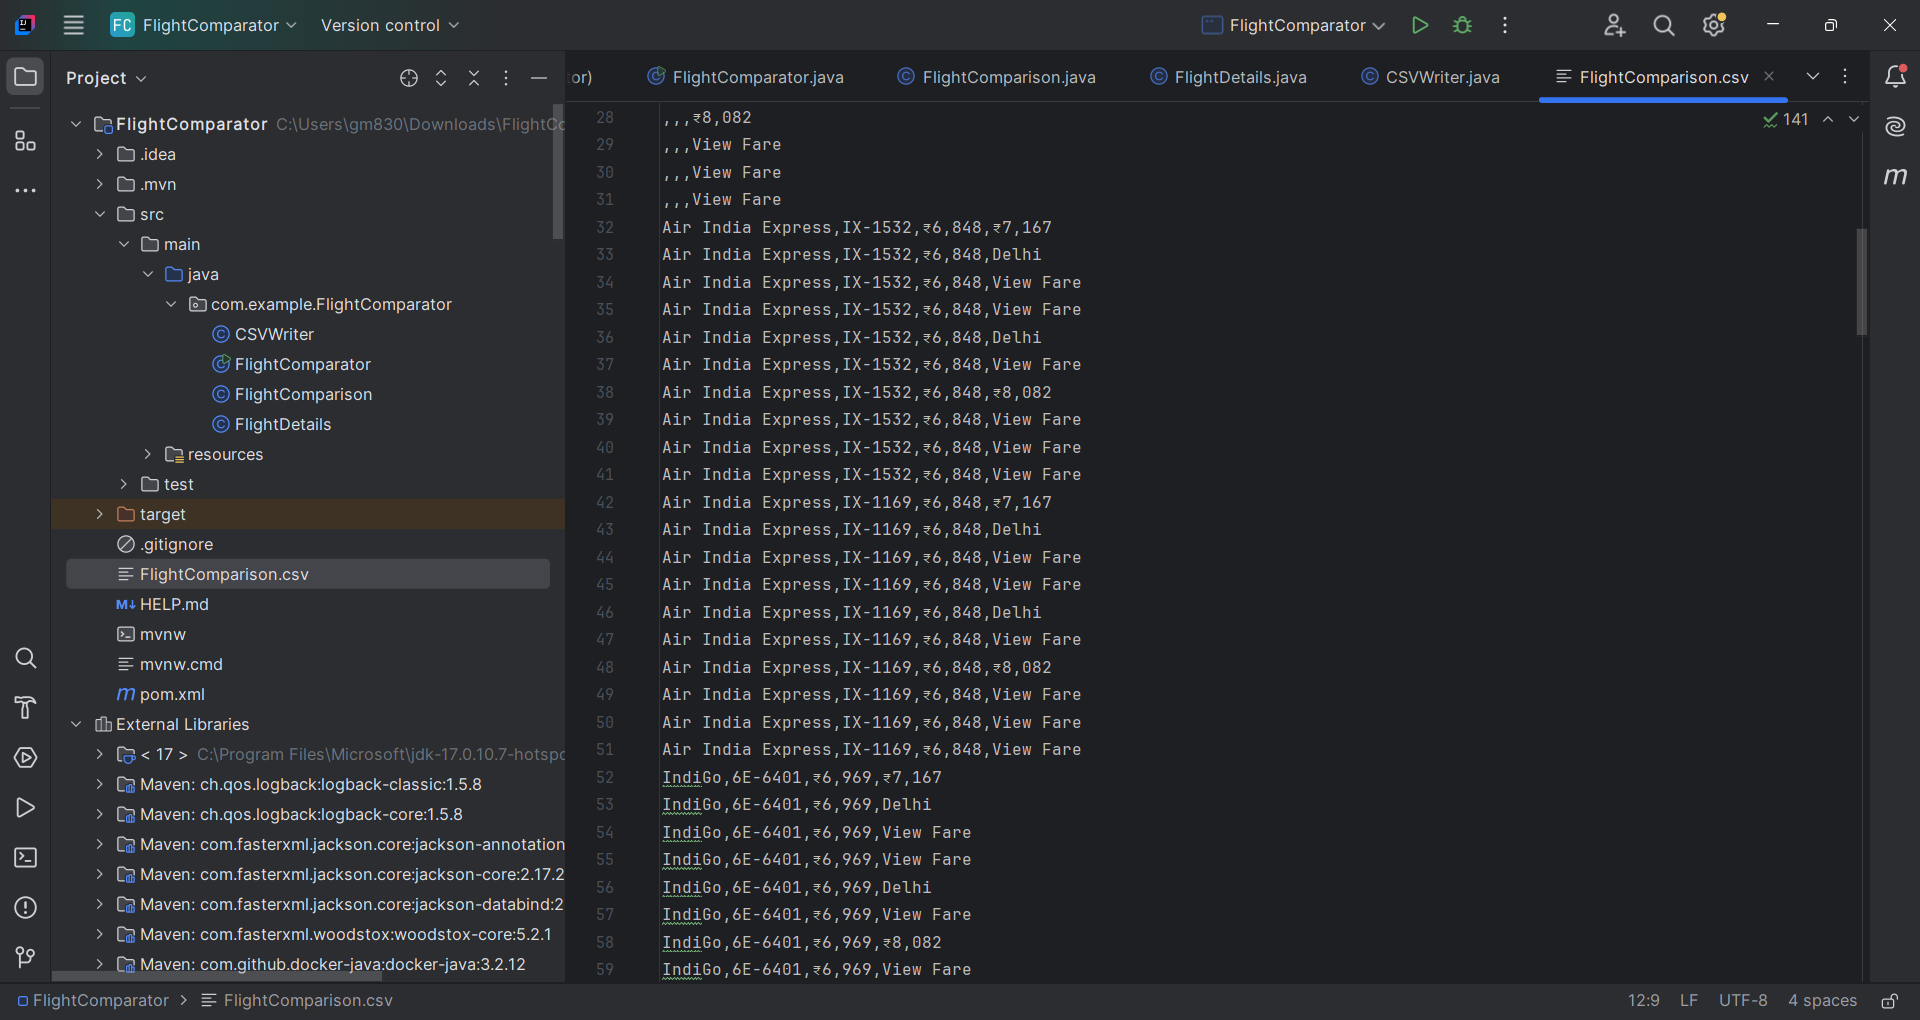 FC FlightComparator Version control FlightComparator
Project
or) FlightComparator.java FlightComparison.java FlightDetails.java CSVWriter.java FlightComparison.csv
FlightComparator C:\Users\gm830\Downloads\FlightCo
.idea
.mvn
src
main
java
com.example.FlightComparator
CSVWriter
FlightComparator
FlightComparison
FlightDetails
resources
test
target
.gitignore
FlightComparison.csv
M↓ HELP.md
mvnw
mvnw.cmd
m pom.xml
External Libraries
< 17 > C:\Program Files\Microsoft\jdk-17.0.10.7-hotspo
Maven: ch.qos.logback:logback-classic:1.5.8
Maven: ch.qos.logback:logback-core:1.5.8
Maven: com.fasterxml.jackson.core:jackson-annotation
Maven: com.fasterxml.jackson.core:jackson-core:2.17.2
Maven: com.fasterxml.jackson.core:jackson-databind:2
Maven: com.fasterxml.woodstox:woodstox-core:5.2.1
Maven: com.github.docker-java:docker-java:3.2.12
28 ,,,₹8,082
29 ,,,View Fare
30 ,,,View Fare
31 ,,,View Fare
32 Air India Express,IX-1532,₹6,848,₹7,167
33 Air India Express,IX-1532,₹6,848,Delhi
34 Air India Express,IX-1532,₹6,848,View Fare
35 Air India Express,IX-1532,₹6,848,View Fare
36 Air India Express,IX-1532,₹6,848,Delhi
37 Air India Express,IX-1532,₹6,848,View Fare
38 Air India Express,IX-1532,₹6,848,₹8,082
39 Air India Express,IX-1532,₹6,848,View Fare
40 Air India Express,IX-1532,₹6,848,View Fare
41 Air India Express,IX-1532,₹6,848,View Fare
42 Air India Express,IX-1169,₹6,848,₹7,167
43 Air India Express,IX-1169,₹6,848,Delhi
44 Air India Express,IX-1169,₹6,848,View Fare
45 Air India Express,IX-1169,₹6,848,View Fare
46 Air India Express,IX-1169,₹6,848,Delhi
47 Air India Express,IX-1169,₹6,848,View Fare
48 Air India Express,IX-1169,₹6,848,₹8,082
49 Air India Express,IX-1169,₹6,848,View Fare
50 Air India Express,IX-1169,₹6,848,View Fare
51 Air India Express,IX-1169,₹6,848,View Fare
52 IndiGo,6E-6401,₹6,969,₹7,167
53 IndiGo,6E-6401,₹6,969,Delhi
54 IndiGo,6E-6401,₹6,969,View Fare
55 IndiGo,6E-6401,₹6,969,View Fare
56 IndiGo,6E-6401,₹6,969,Delhi
57 IndiGo,6E-6401,₹6,969,View Fare
58 IndiGo,6E-6401,₹6,969,₹8,082
59 IndiGo,6E-6401,₹6,969,View Fare
141
m
FlightComparator > FlightComparison.csv
12:9 LF UTF-8 4 spaces